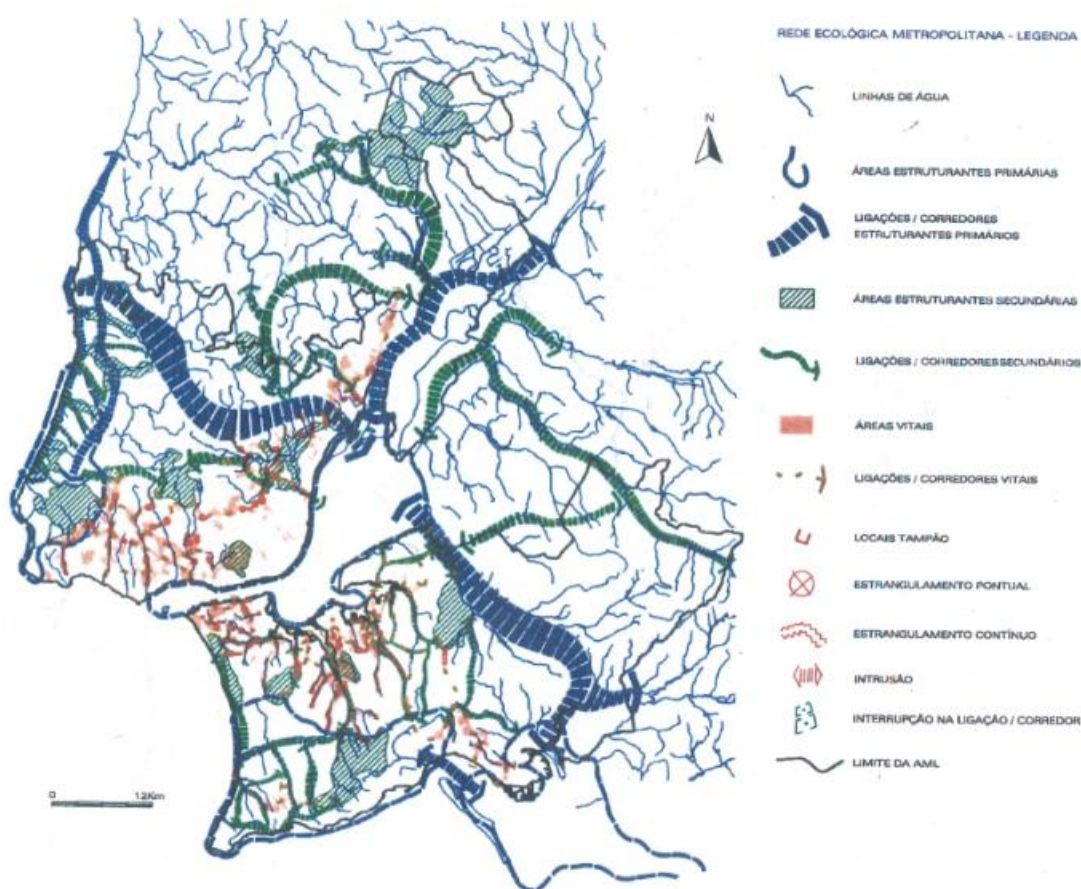 REDE ECOLÓGICA METROPOLITANA - LEGENDA
N
LINHAS DE ÁGUA
ÁREAS ESTRUTURANTES PRIMÁRIAS
LIGAÇÕES / CORREDORES
ESTRUTURANTES PRIMÁRIOS
ÁREAS ESTRUTURANTES SECUNDÁRIAS
LIGAÇÕES / CORREDORES SECUNDÁRIOS
ÁREAS VITAIS
LIGAÇÕES / CORREDORES VITAIS
LOCAIS TAMPÃO
ESTRANGULAMENTO PONTUAL
ESTRANGULAMENTO CONTÍNUO
INTRUSÃO
INTERRUPÇÃO NA LIGAÇÃO / CORREDOR
LIMITE DA AML
0 12Km